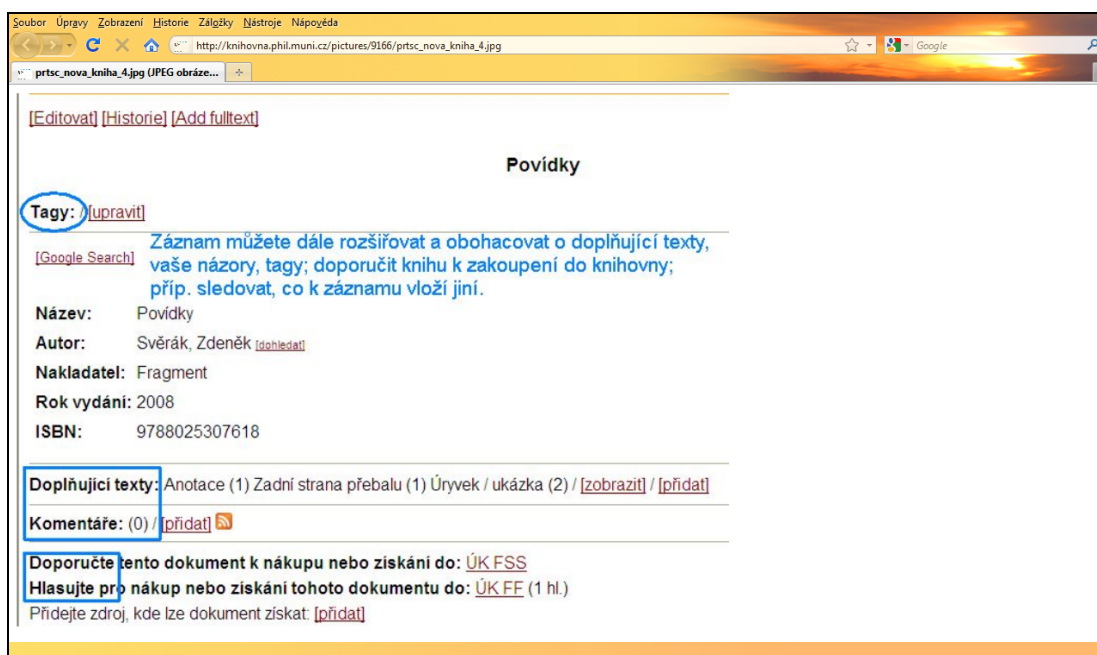 Soubor Úpravy Zobrazení Historie Záložky Nástroje Nápověda
http://knihovna.phil.muni.cz/pictures/9166/prtsc_nova_kniha_4.jpg
Google
prtsc_nova_kniha_4.jpg (JPEG obráze...
[Editovat] [Historie] [Add fulltext]
Povídky
Tagy: / [upravit]
[Google Search]
Záznam můžete dále rozšiřovat a obohacovat o doplňující texty,
vaše názory, tagy; doporučit knihu k zakoupení do knihovny;
příp. sledovat, co k záznamu vloží jiní.
Název: Povídky
Autor: Svěrák, Zdeněk [dohledat]
Nakladatel: Fragment
Rok vydání: 2008
ISBN: 9788025307618
Doplňující texty: Anotace (1) Zadní strana přebalu (1) Úryvek / ukázka (2) / [zobrazit] / [přidat]
Komentáře: (0) / [přidat]
Doporučte tento dokument k nákupu nebo získání do: ÚK FSS
Hlasujte pro nákup nebo získání tohoto dokumentu do: ÚK FF (1 hl.)
Přidejte zdroj, kde lze dokument získat: [přidat]